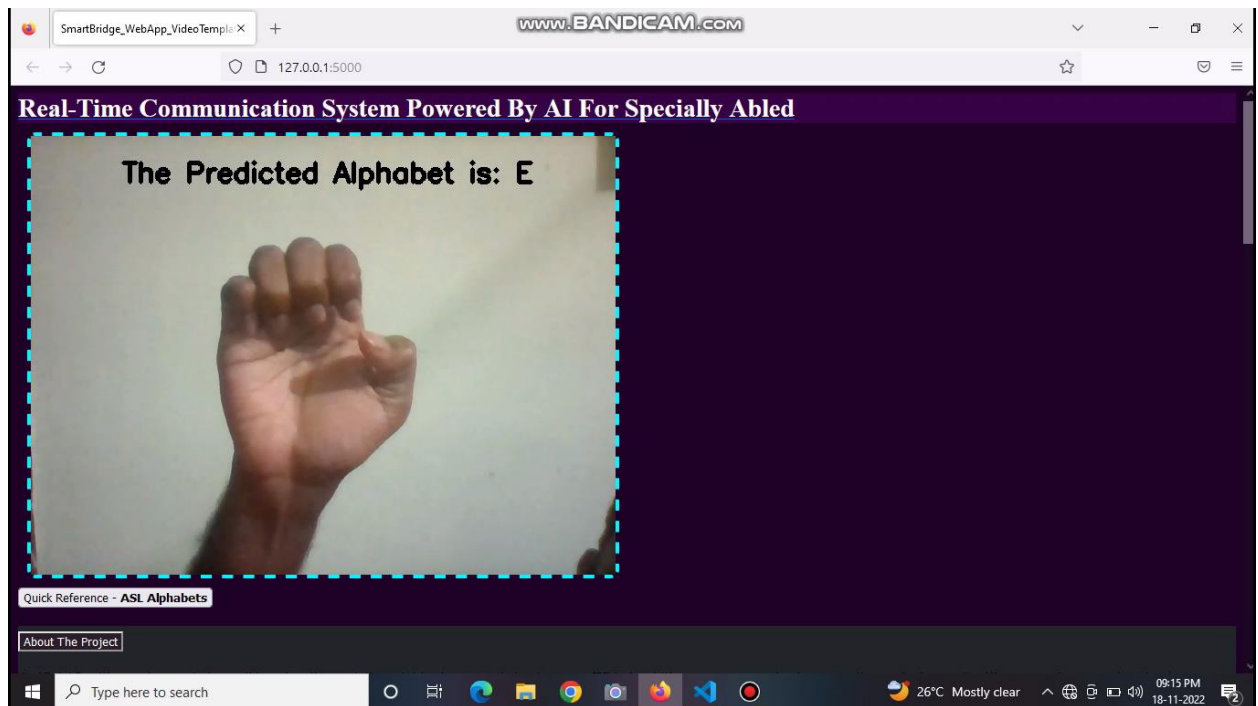 www.BANDICAM.com
SmartBridge_WebApp_VideoTempla
127.0.0.1:5000
Real-Time Communication System Powered By AI For Specially Abled
The Predicted Alphabet is: E
Quick Reference - ASL Alphabets
About The Project
Type here to search
26°C Mostly clear
09:15 PM
18-11-2022
2